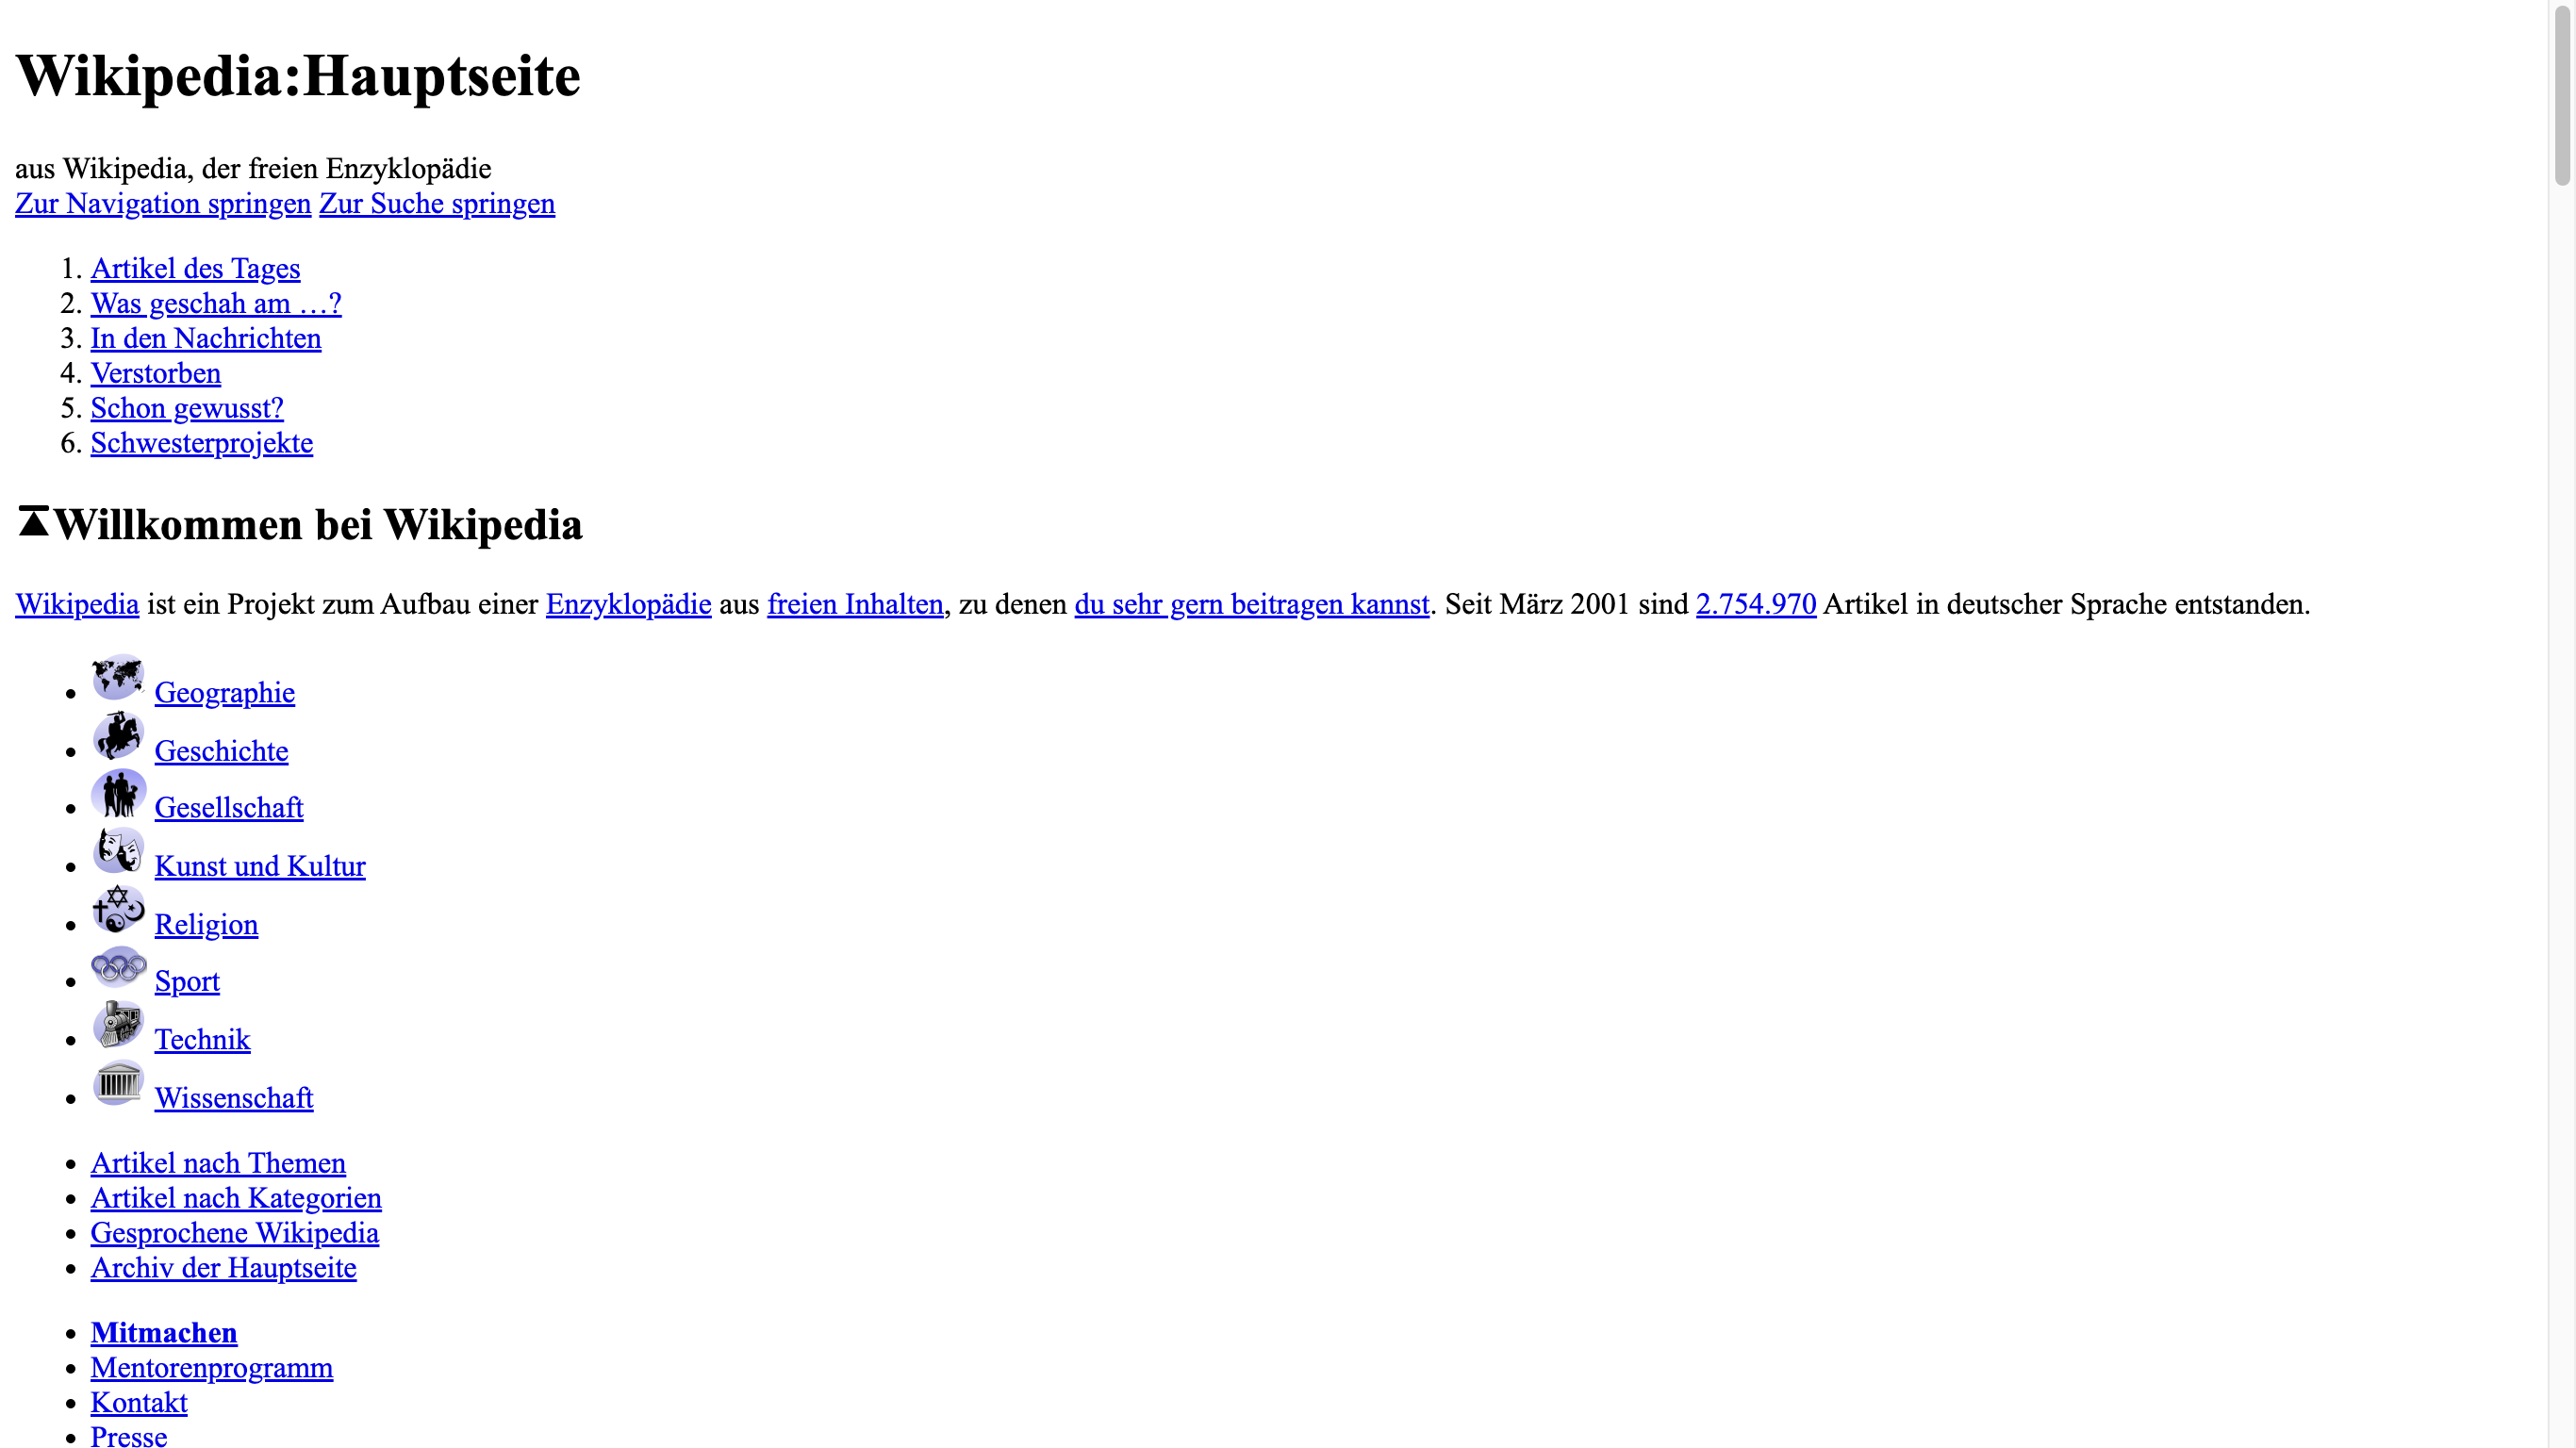 Wikipedia:Hauptseite
aus Wikipedia, der freien Enzyklopädie
Zur Navigation springen Zur Suche springen
1. Artikel des Tages
2. Was geschah am …?
3. In den Nachrichten
4. Verstorben
5. Schon gewusst?
6. Schwesterprojekte
Willkommen bei Wikipedia
Wikipedia ist ein Projekt zum Aufbau einer Enzyklopädie aus freien Inhalten, zu denen du sehr gern beitragen kannst. Seit März 2001 sind 2.754.970 Artikel in deutscher Sprache entstanden.
Geographie
Geschichte
Gesellschaft
Kunst und Kultur
Religion
Sport
Technik
Wissenschaft
Artikel nach Themen
Artikel nach Kategorien
Gesprochene Wikipedia
Archiv der Hauptseite
Mitmachen
Mentorenprogramm
Kontakt
Presse